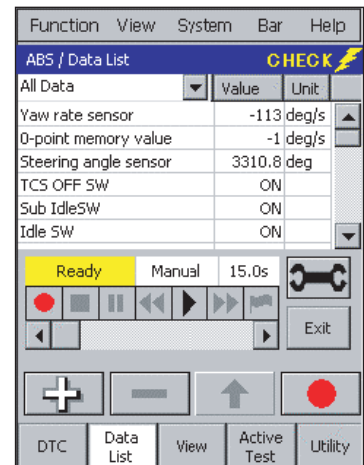 Function View System Bar Help
ABS / Data List CHECK
All Data Value Unit
Yaw rate sensor -113 deg/s
0-point memory value -1 deg/s
Steering angle sensor 3310.8 deg
TCS OFF SW ON
Sub IdleSW ON
Idle SW ON
Ready Manual 15.0s
Exit
DTC Data List View Active Test Utility